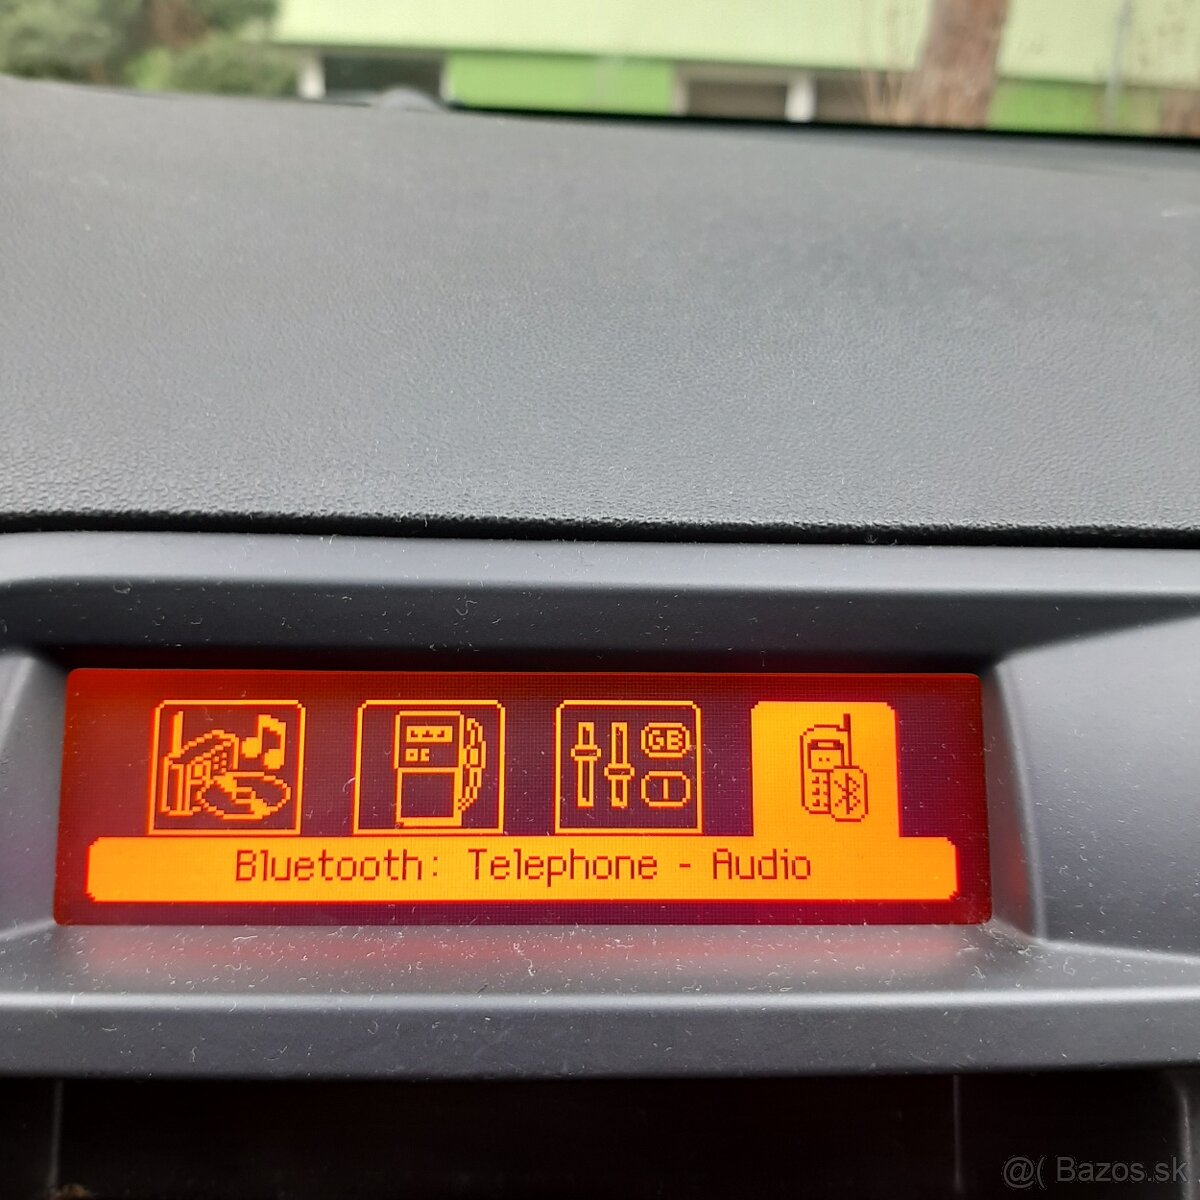 GB
I
Bluetooth: Telephone - Audio
@( Bazos.sk